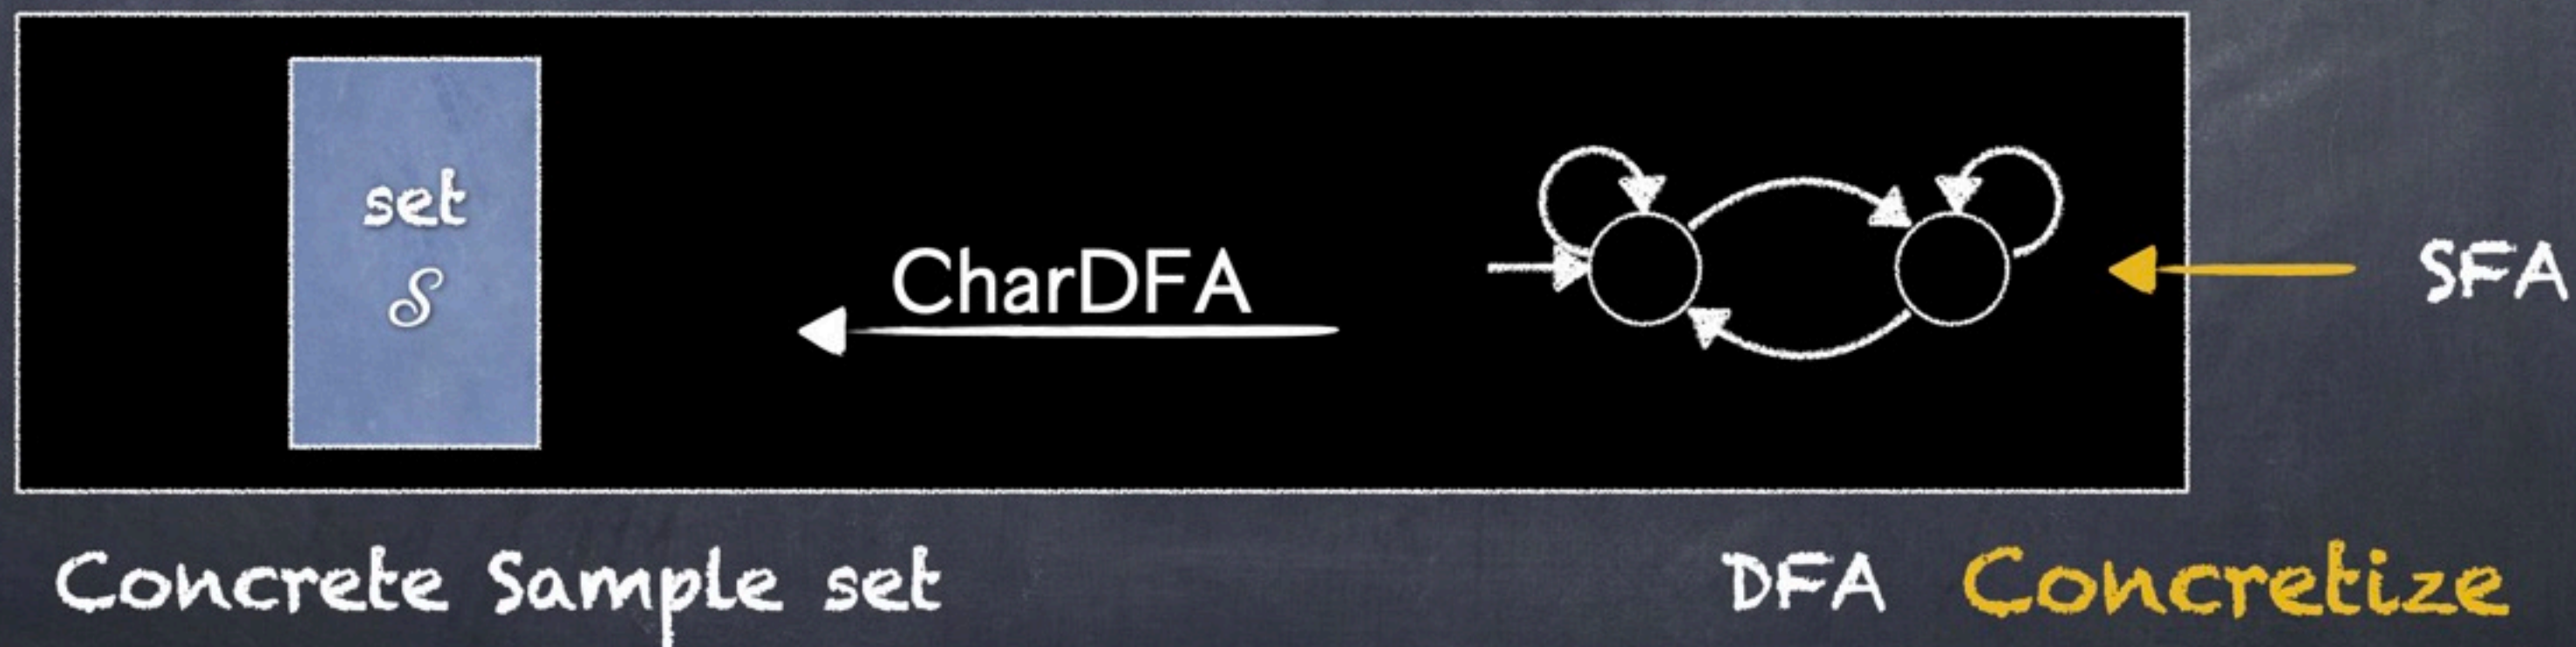 set
S
CharDFA
SFA
Concrete Sample set
DFA Concretize